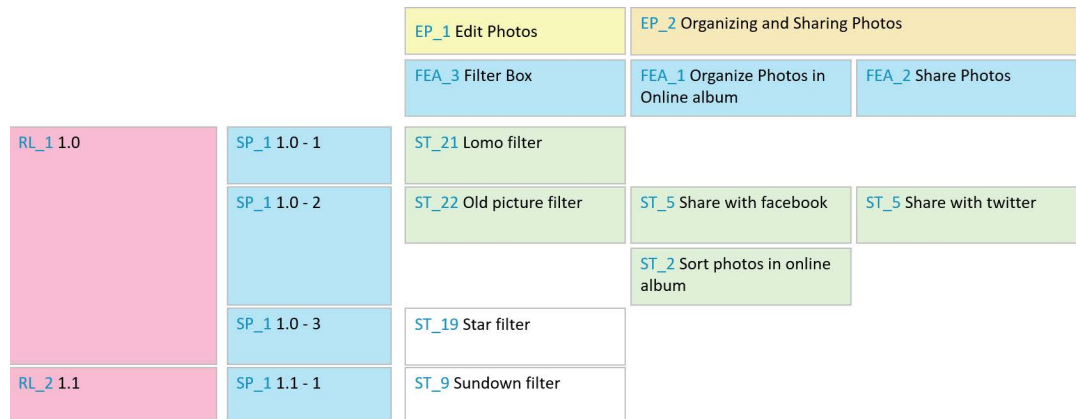 EP_1 Edit Photos
EP_2 Organizing and Sharing Photos
FEA_3 Filter Box
FEA_1 Organize Photos in
Online album
FEA_2 Share Photos
RL_1 1.0
SP_1 1.0 - 1
ST_21 Lomo filter
SP_1 1.0 - 2
ST_22 Old picture filter
ST_5 Share with facebook
ST_5 Share with twitter
ST_2 Sort photos in online
album
SP_1 1.0 - 3
ST_19 Star filter
RL_2 1.1
SP_1 1.1 - 1
ST_9 Sundown filter